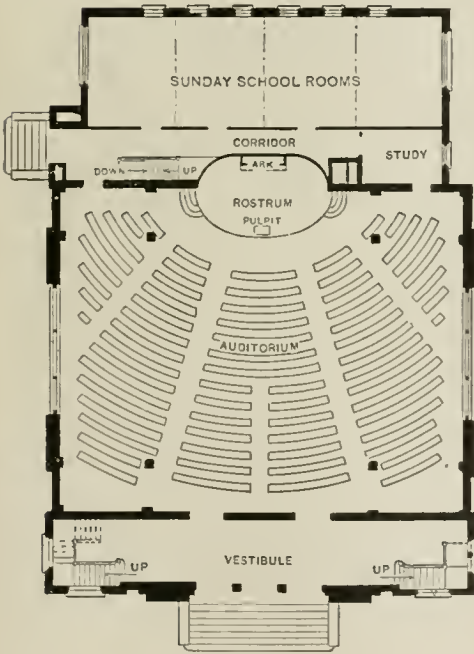 SUNDAY SCHOOL ROOMS
CORRIDOR
STUDY
ARK
DOWN
UP
ROSTRUM
PULPIT
AUDITORIUM
VESTIBULE
UP
UP